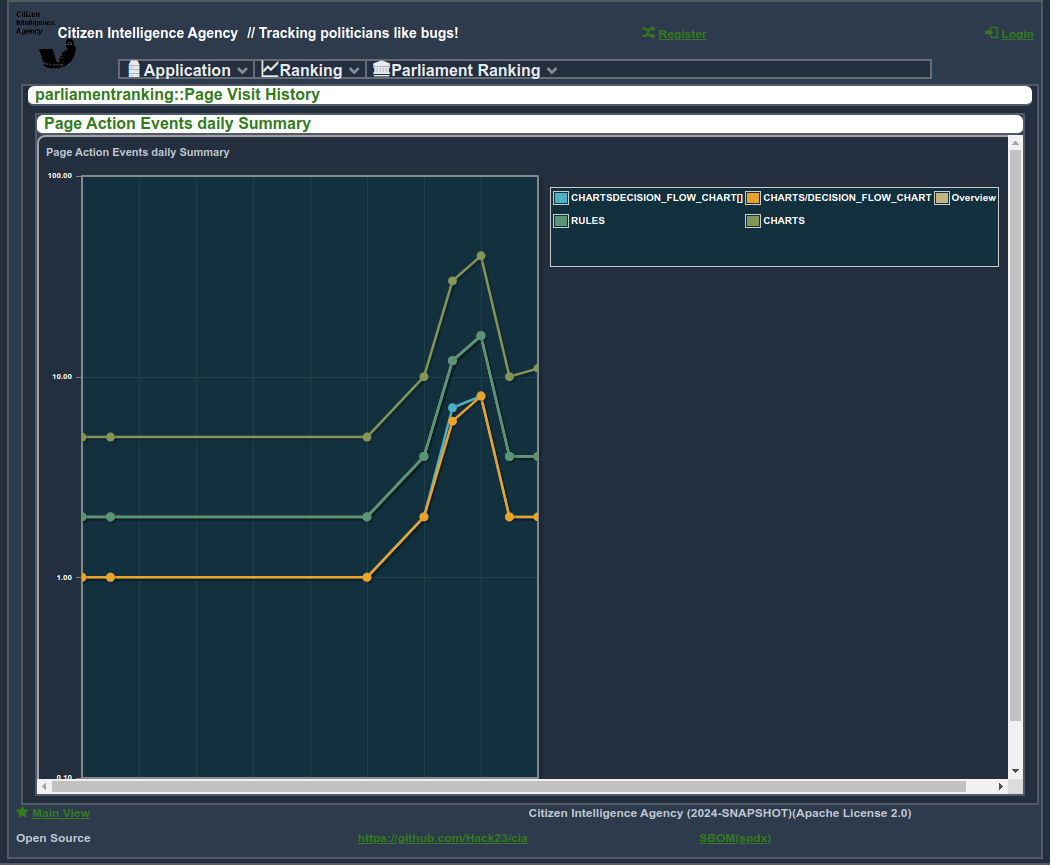 Citizen
Intelligence
Agency
Citizen Intelligence Agency // Tracking politicians like bugs!
Register
Login
Application
Ranking
Parliament Ranking
parliamentranking::Page Visit History
Page Action Events daily Summary
Page Action Events daily Summary
100.00
10.00
1.00
0.10
CHARTSDECISION_FLOW_CHART[]
CHARTS/DECISION_FLOW_CHART
Overview
RULES
CHARTS
Main View
Citizen Intelligence Agency (2024-SNAPSHOT)(Apache License 2.0)
Open Source
https://github.com/Hack23/cia
SBOM(spdx)